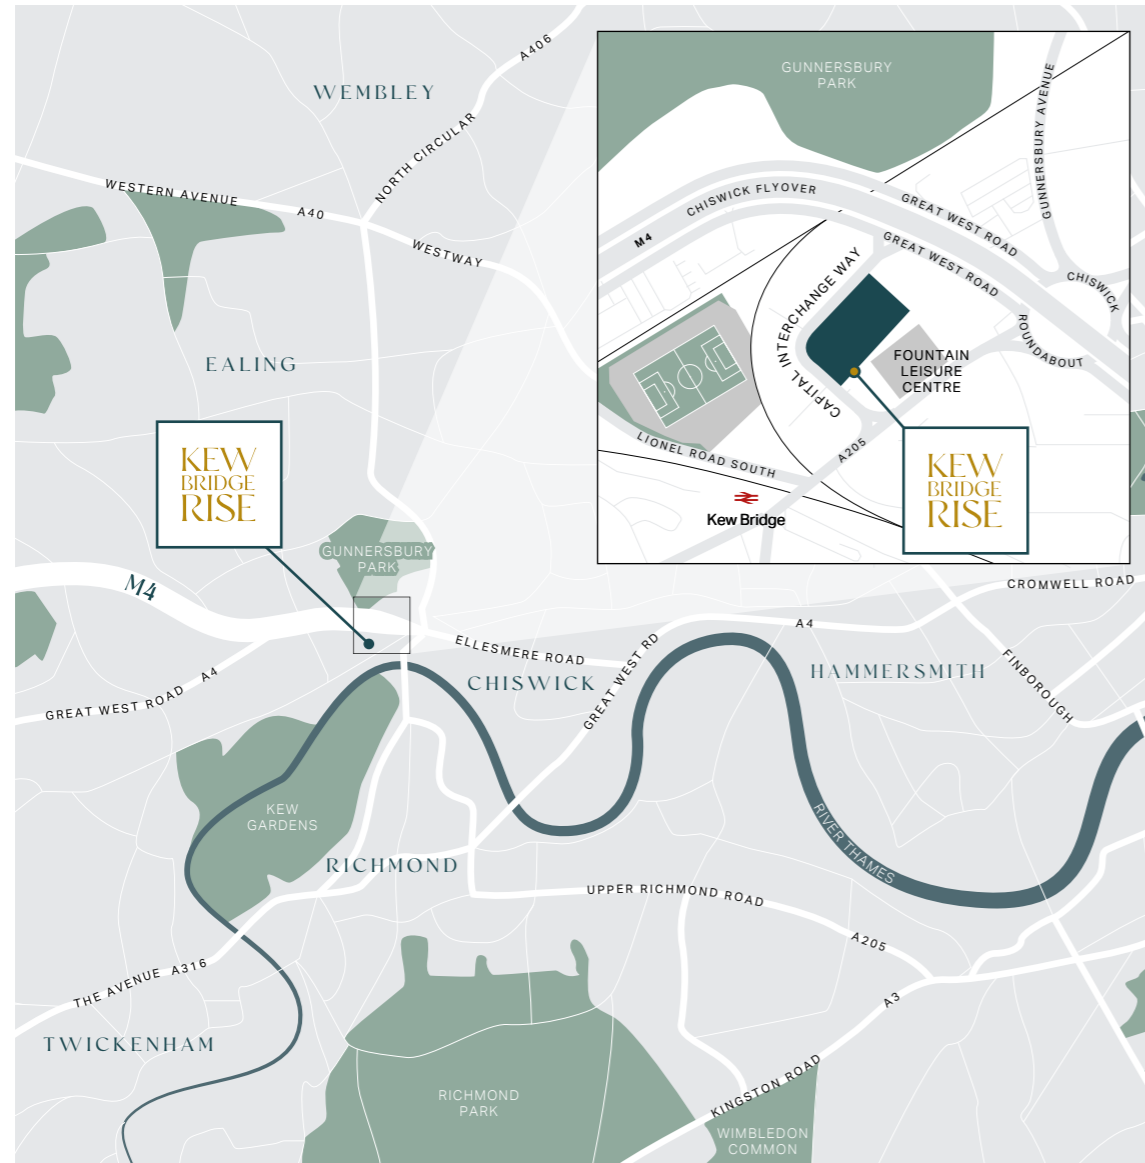 WEMBLEY
A406
NORTH CIRCULAR
WESTERN AVENUE
A40
WESTWAY
EALING
KEW
BRIDGE
RISE
GUNNERSBURY
PARK
M4
GREAT WEST ROAD
A4
ELLESMERE ROAD
CHISWICK
GREAT WEST RD
A4
CROMWELL ROAD
HAMMERSMITH
FINBOROUGH
KEW
GARDENS
RICHMOND
RIVER THAMES
UPPER RICHMOND ROAD
A205
THE AVENUE
A316
A3
TWICKENHAM
KINGSTON ROAD
RICHMOND
PARK
WIMBLEDON
COMMON
GUNNERSBURY
PARK
GUNNERSBURY AVENUE
CHISWICK FLYOVER
M4
GREAT WEST ROAD
GREAT WEST ROAD
CHISWICK
ROUNDABOUT
CAPITAL INTERCHANGE WAY
FOUNTAIN
LEISURE
CENTRE
LIONEL ROAD SOUTH
A205
Kew Bridge
KEW
BRIDGE
RISE